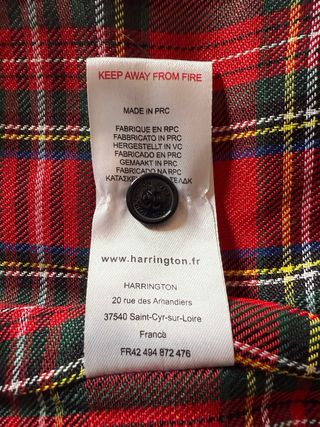 KEEP AWAY FROM FIRE
MADE IN PRC
FABRIQUE EN RPC
FABBRICATO IN PRC
HERGESTELLT IN VC
FABRICADO EN PRC
GEMAAKT IN PRC
FABRICADO NA RPC
www.harrington.fr
HARRINGTON
20 rue des Amandiers
37540 Saint-Cyr-sur-Loire
France
FR42 494 872 476